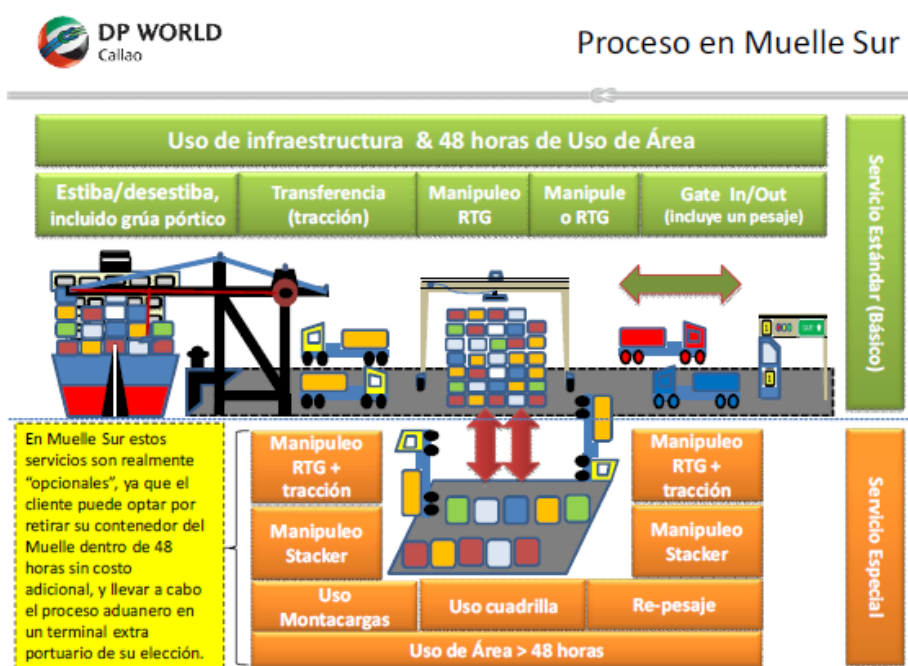 DP WORLD
Callao
Proceso en Muelle Sur
Uso de infraestructura & 48 horas de Uso de Área
Estiba/desestiba,
incluido grúa pórtico
Transferencia
(tracción)
Manipuleo
RTG
Manipule
o RTG
Gate In/Out
(incluye un pesaje)
Servicio Estándar (Básico)
En Muelle Sur estos
servicios son realmente
"opcionales", ya que el
cliente puede optar por
retirar su contenedor del
Muelle dentro de 48
horas sin costo
adicional, y llevar a cabo
el proceso aduanero en
un terminal extra
portuario de su elección.
Manipuleo
RTG +
tracción
Manipuleo
Stacker
Manipuleo
RTG +
tracción
Manipuleo
Stacker
Uso
Montacargas
Uso cuadrilla
Re-pesaje
Uso de Área > 48 horas
Servicio Especial